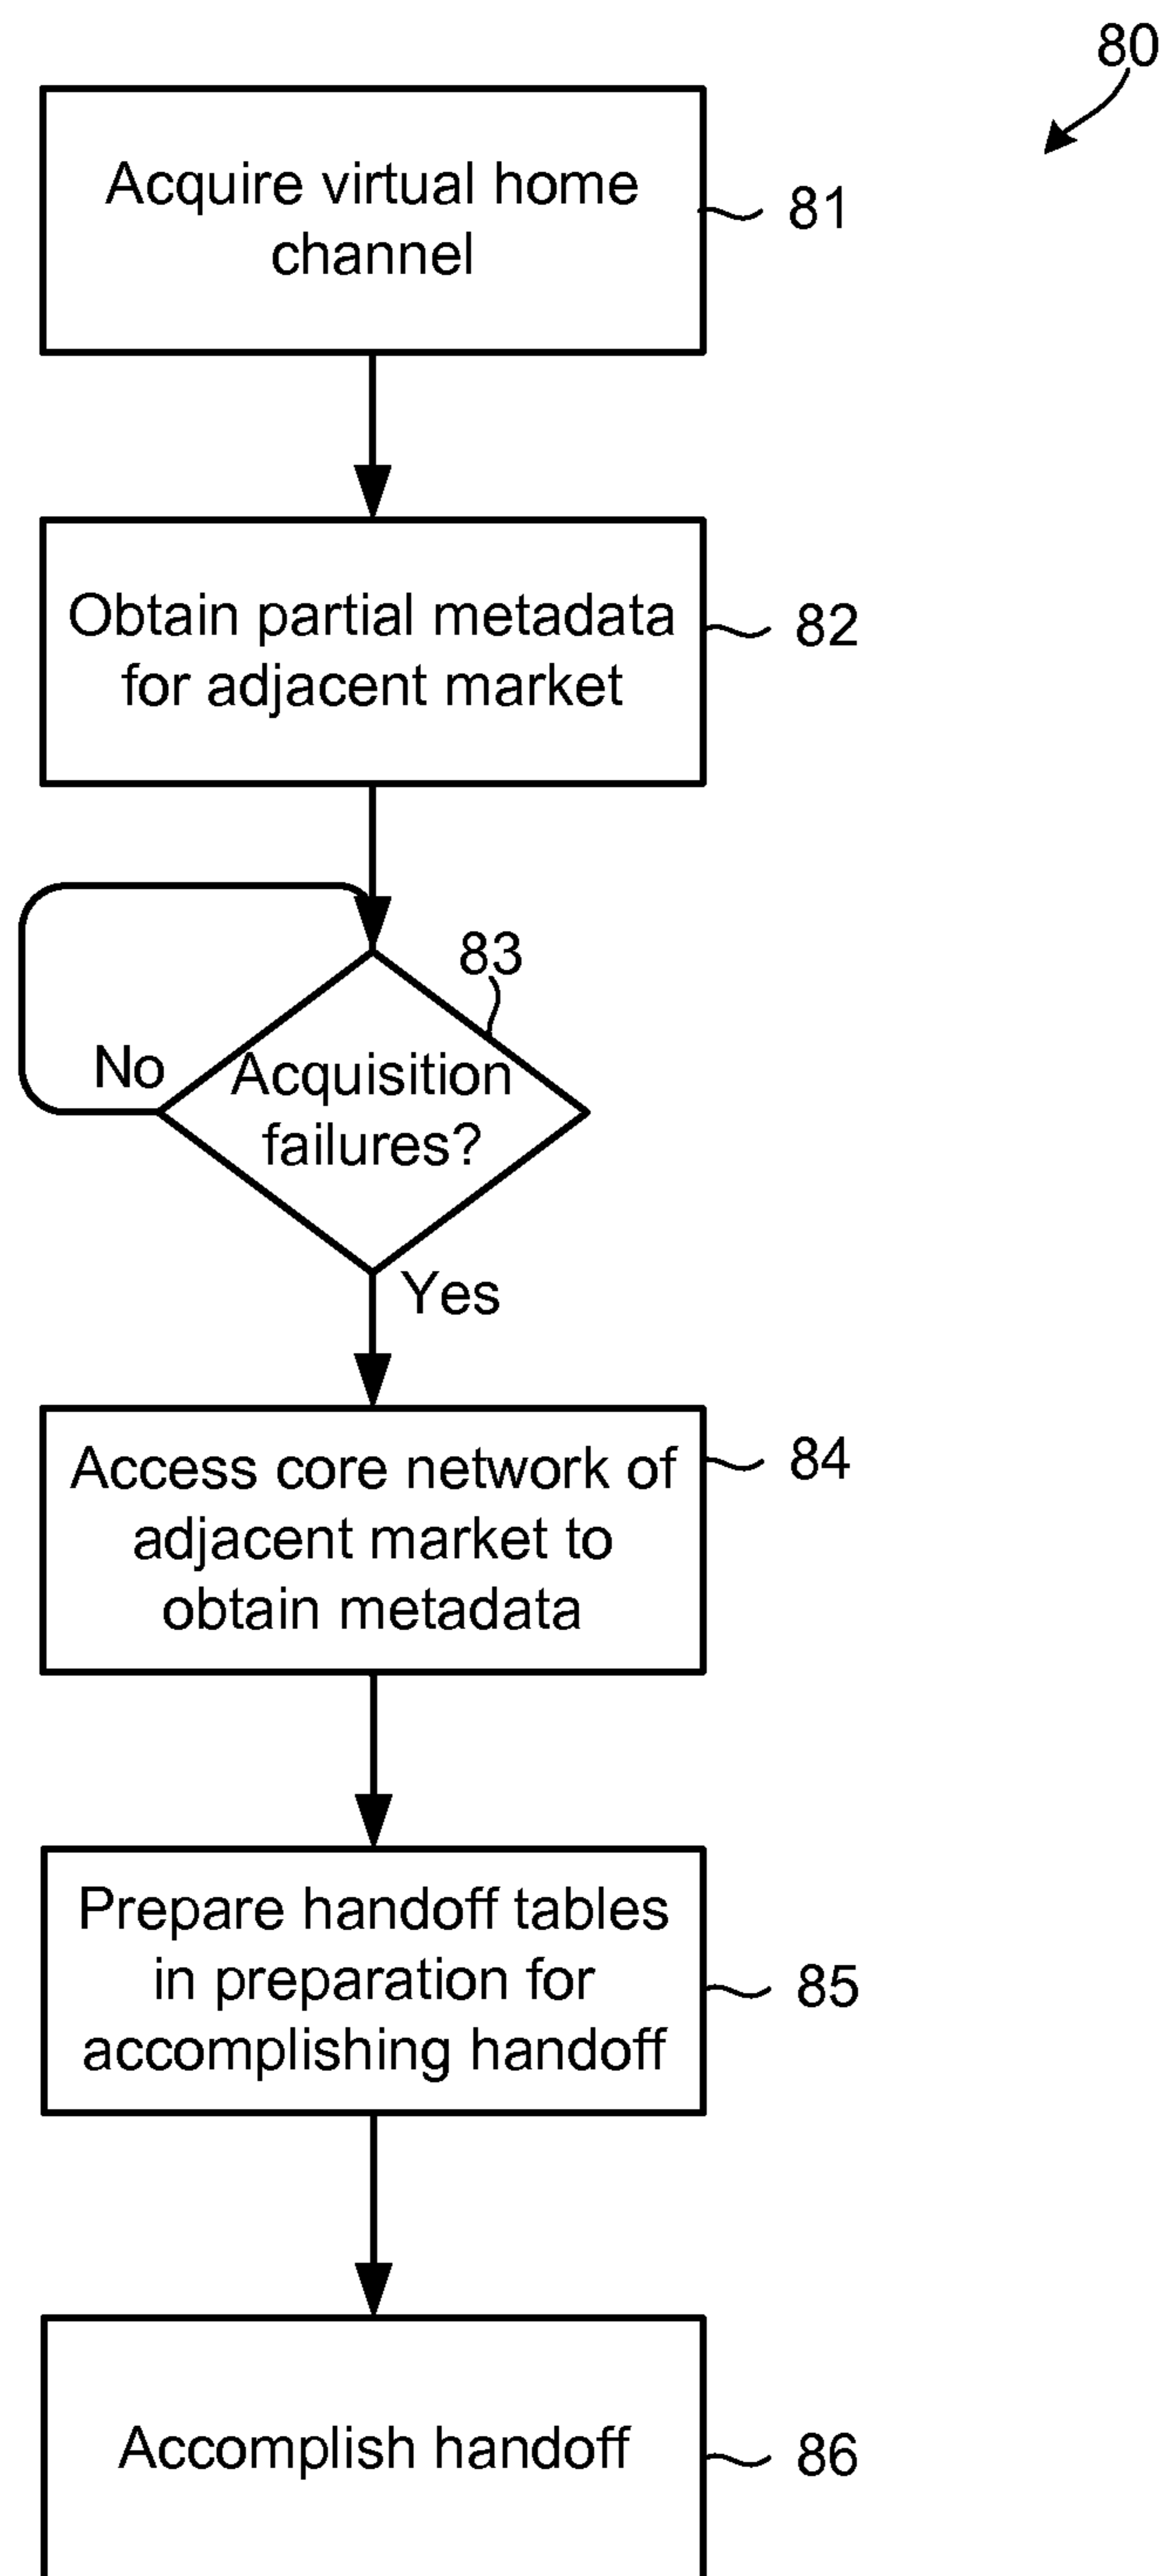 80
Acquire virtual home
channel
81
Obtain partial metadata
for adjacent market
82
83
Acquisition
failures?
No
Yes
Access core network of
adjacent market to
obtain metadata
84
Prepare handoff tables
in preparation for
accomplishing handoff
85
Accomplish handoff
86